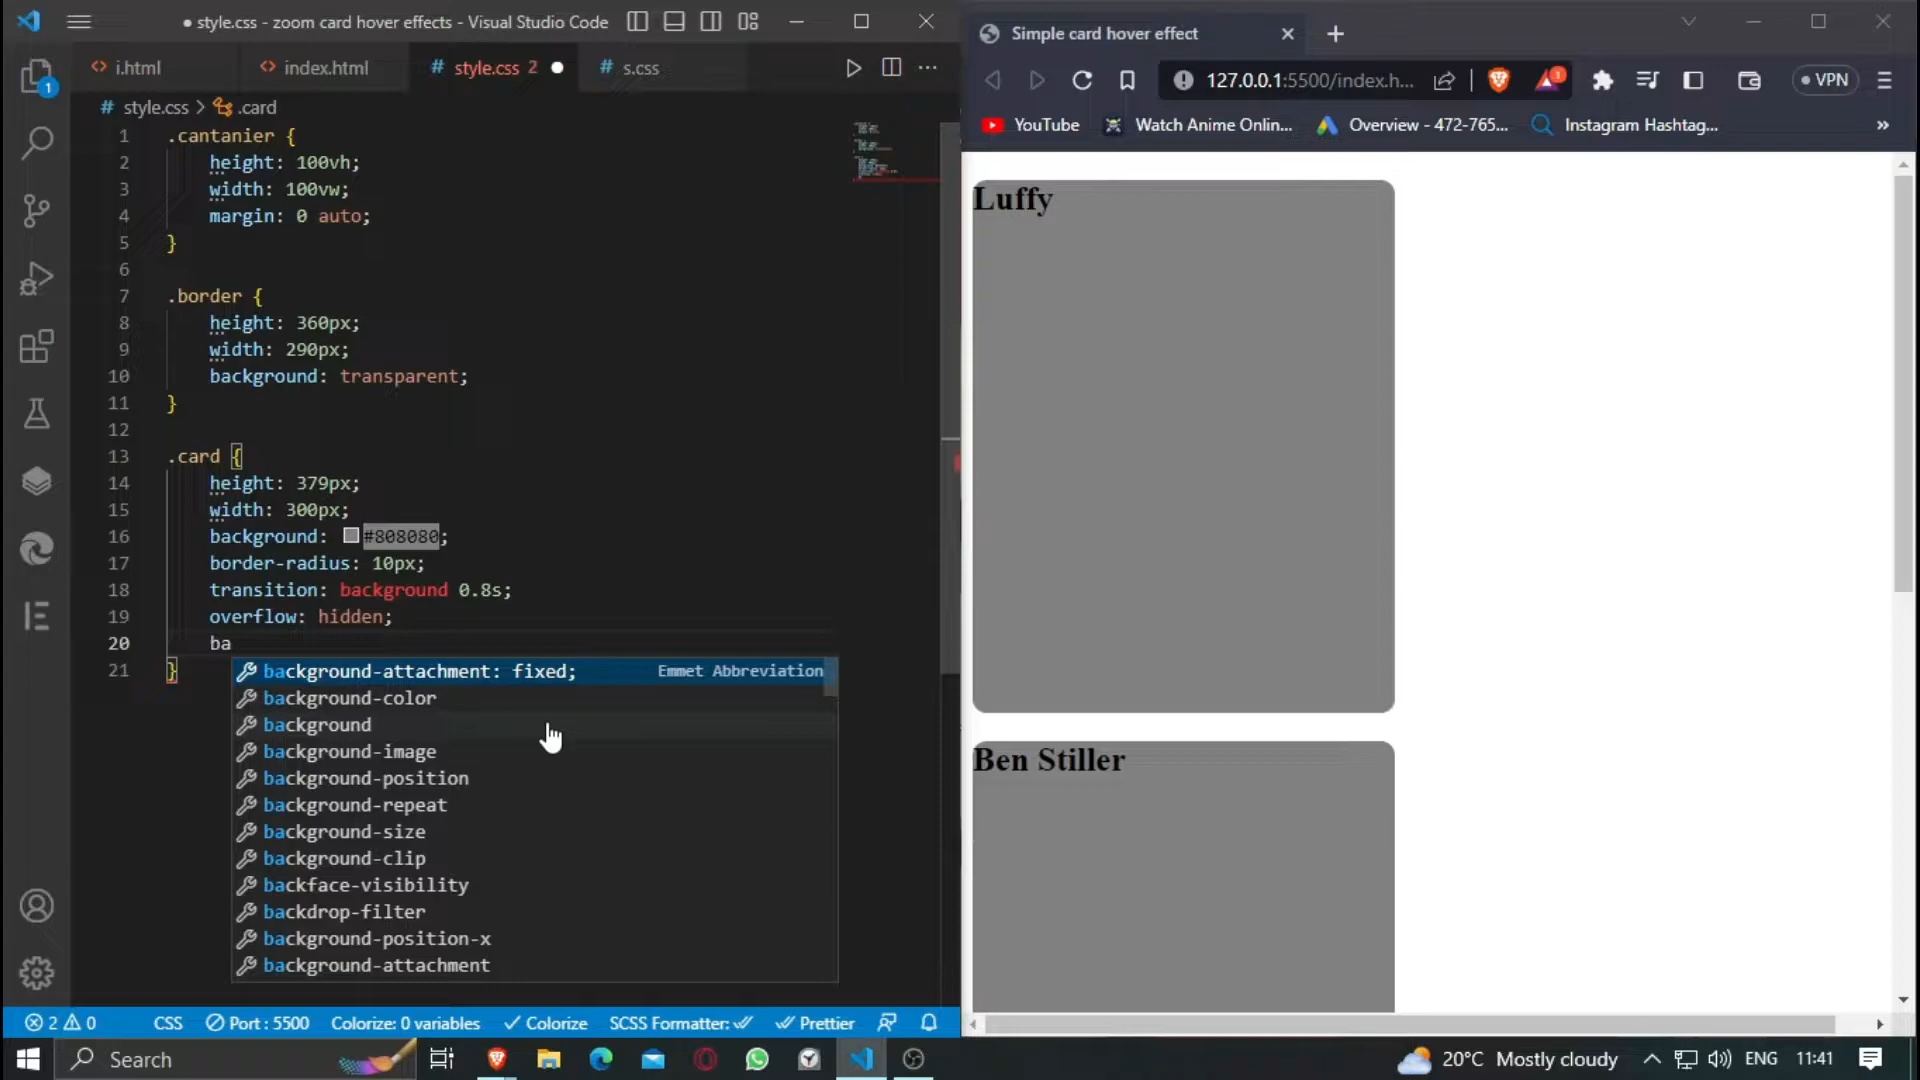 ● style.css - zoom card hover effects - Visual Studio Code
i.html
index.html
# style.css 2 ●
# s.css
# style.css > .card
1 .cantanier {
2 height: 100vh;
3 width: 100vw;
4 margin: 0 auto;
5 }
6
7 .border {
8 height: 360px;
9 width: 290px;
10 background: transparent;
11 }
12
13 .card {
14 height: 379px;
15 width: 300px;
16 background: #808080;
17 border-radius: 10px;
18 transition: background 0.8s;
19 overflow: hidden;
20 ba
21 }
background-attachment: fixed; Emmet Abbreviation
background-color
background
background-image
background-position
background-repeat
background-size
background-clip
backface-visibility
backdrop-filter
background-position-x
background-attachment
1
2 0 CSS Port : 5500 Colorize: 0 variables Colorize SCSS Formatter: Prettier
Simple card hover effect
127.0.0.1:5500/index.h...
1
VPN
YouTube Watch Anime Onlin... Overview - 472-765... Instagram Hashtag... »
Luffy
Ben Stiller
Search
20°C Mostly cloudy ENG 11:41